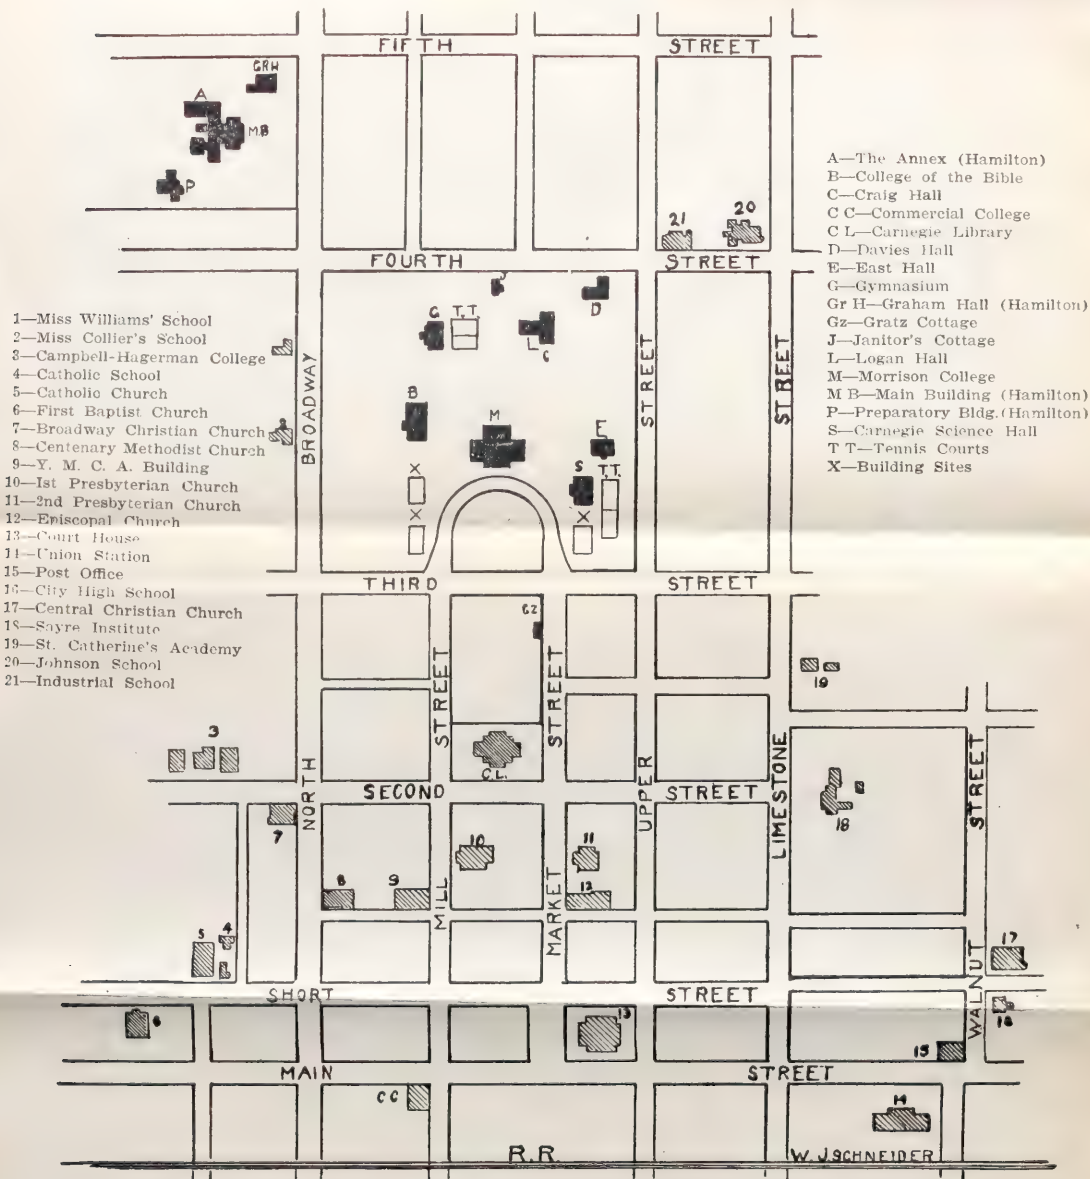 FIFTH STREET
GRH
A
M.B
P
21
20
FOURTH STREET
J
D
G
T.T.
L
C
B
M
E
S
T.T.
X
X
X
BROADWAY
STREET
STREET
THIRD STREET
GZ
STREET
STREET
19
3
C.L.
NORTH
SECOND STREET
UPPER
LIMESTONE
STREET
7
10
11
18
8
9
12
MILL
MARKET
5
4
17
WALNUT
SHORT STREET
6
13
16
15
MAIN STREET
CC
R.R.
W.J.SCHNEIDER
1—Miss Williams' School
2—Miss Collier's School
3—Campbell-Hagerman College
4—Catholic School
5—Catholic Church
6—First Baptist Church
7—Broadway Christian Church
8—Centenary Methodist Church
9—Y. M. C. A. Building
10—Ist Presbyterian Church
11—2nd Presbyterian Church
12—Episcopal Church
13—Court House
14—Union Station
15—Post Office
16—City High School
17—Central Christian Church
18—Sayre Institute
19—St. Catherine's Academy
20—Johnson School
21—Industrial School
A—The Annex (Hamilton)
B—College of the Bible
C—Craig Hall
C C—Commercial College
C L—Carnegie Library
D—Davies Hall
E—East Hall
G—Gymnasium
Gr H—Graham Hall (Hamilton)
Gz—Gratz Cottage
J—Janitor's Cottage
L—Logan Hall
M—Morrison College
M B—Main Building (Hamilton)
P—Preparatory Bldg. (Hamilton)
S—Carnegie Science Hall
T T—Tennis Courts
X—Building Sites